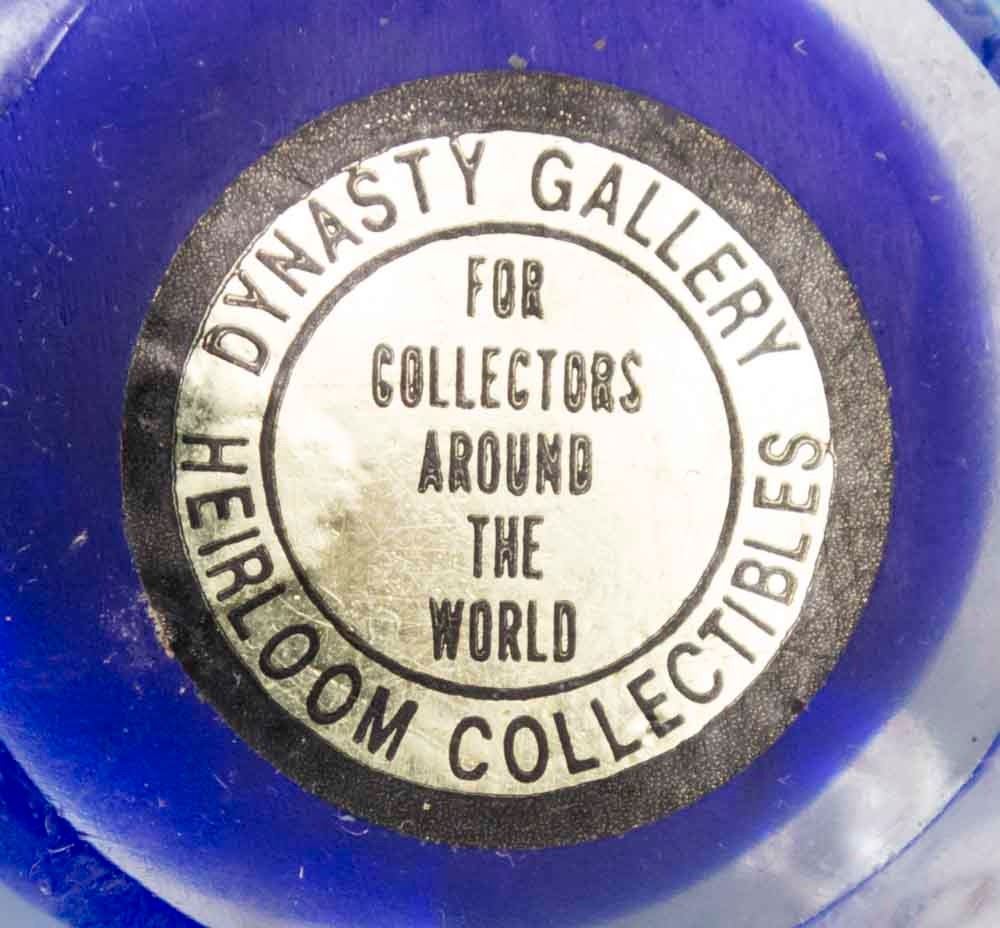 DYNASTY GALLERY
FOR
COLLECTORS
AROUND
THE
WORLD
HEIRLOOM COLLECTIBLES